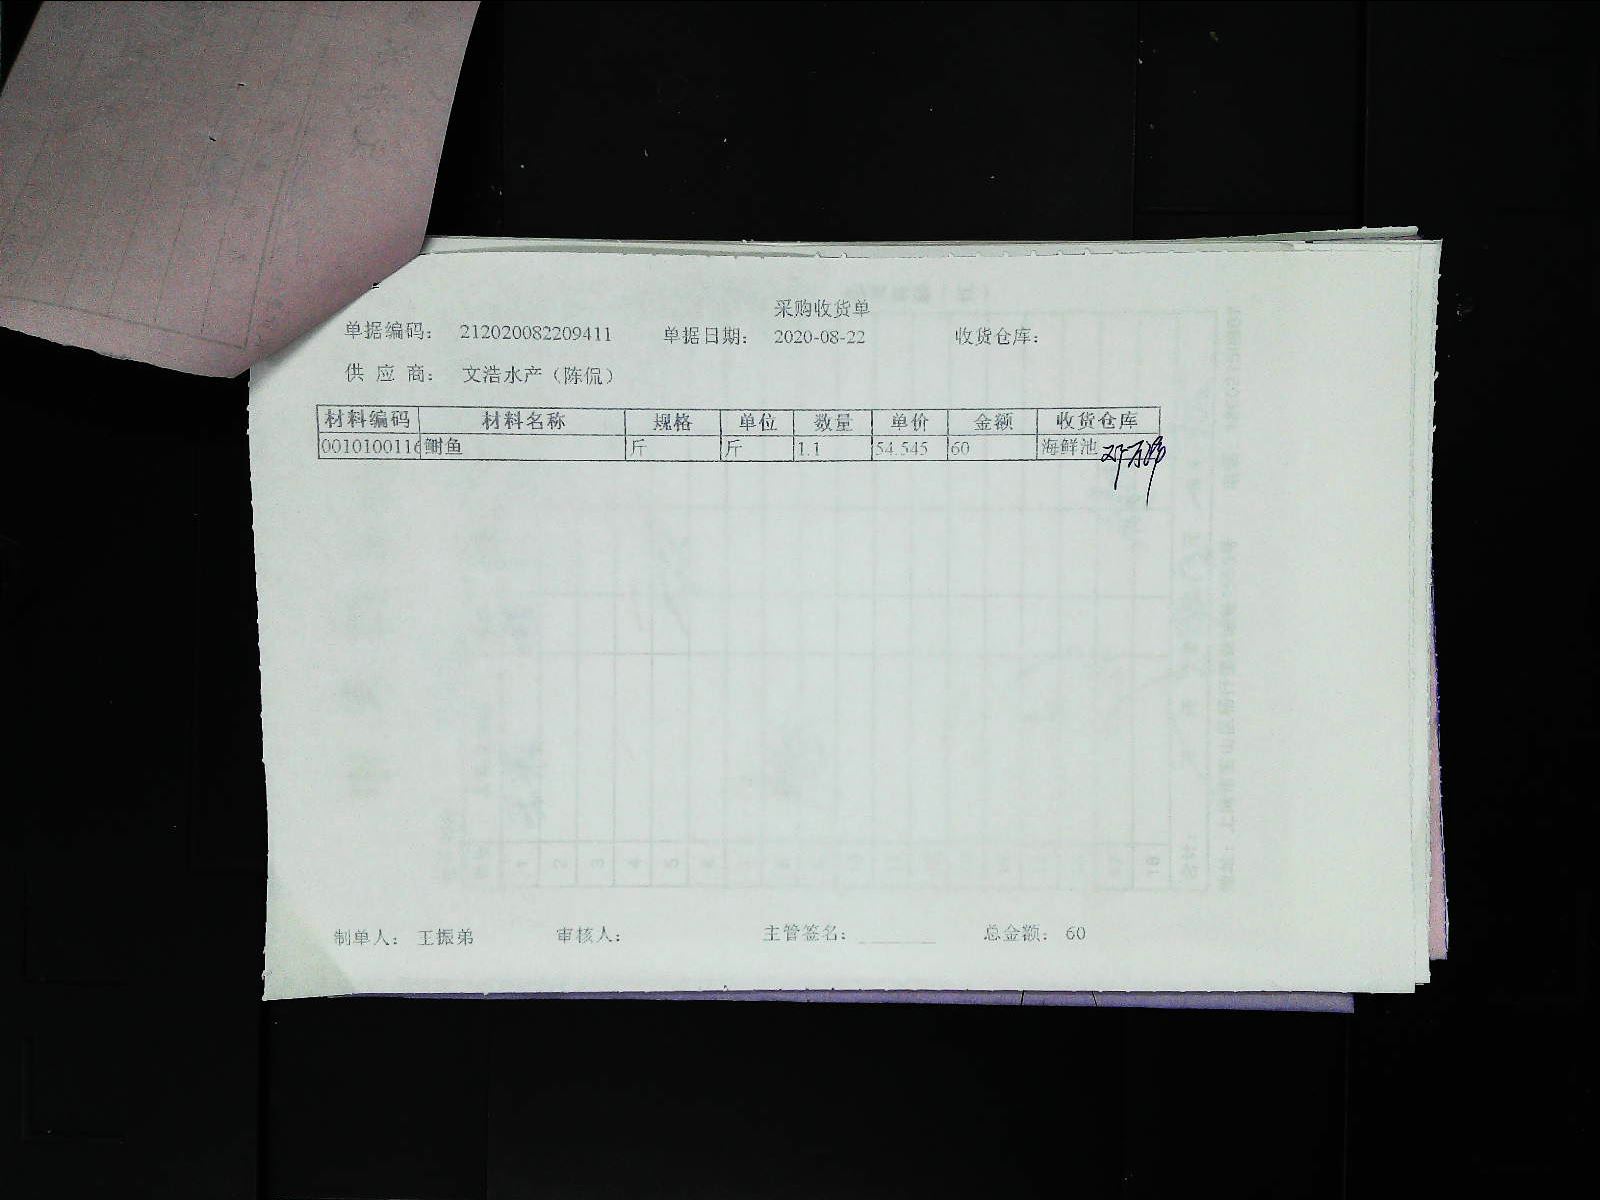 采购收货单
单据编码： 212020082209411 单据日期： 2020-08-22 收货仓库：
供 应 商： 文浩水产（陈侃）
材料编码 材料名称 规格 单位 数量 单价 金额 收货仓库
0010100116 鲥鱼 斤 斤 1.1 54.545 60 海鲜池
制单人： 王振弟 审核人： 主管签名： 总金额： 60